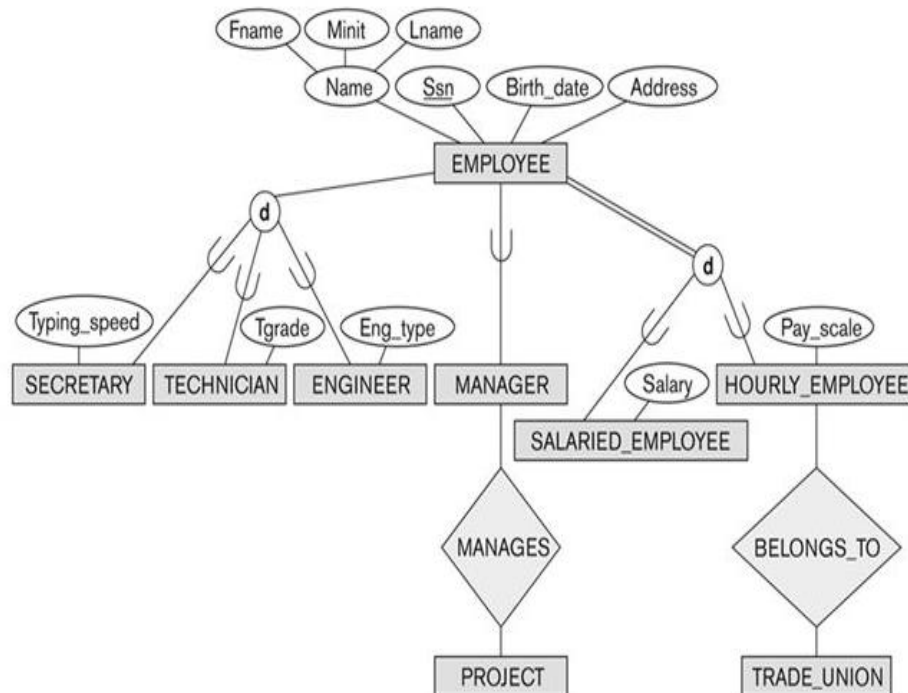 Fname
Minit
Lname
Name
Ssn
Birth_date
Address
EMPLOYEE
d
d
Typing_speed
Tgrade
Eng_type
Pay_scale
SECRETARY
TECHNICIAN
ENGINEER
MANAGER
Salary
HOURLY_EMPLOYEE
SALARIED_EMPLOYEE
MANAGES
BELONGS_TO
PROJECT
TRADE_UNION